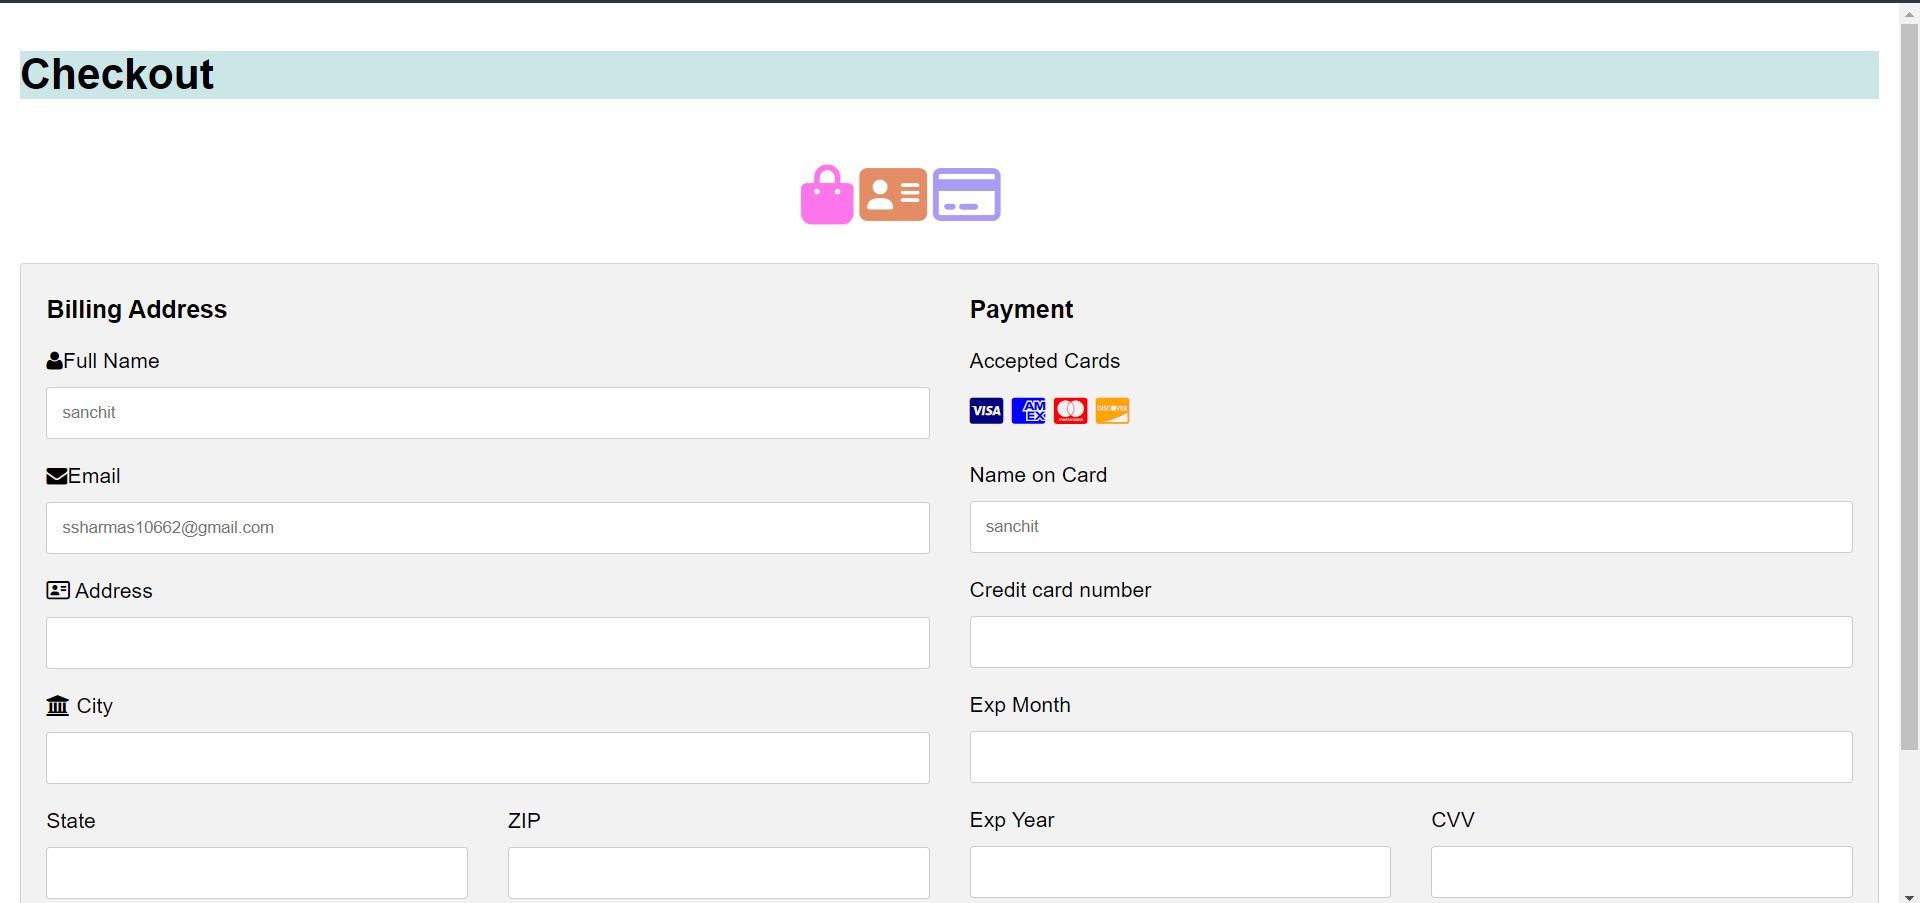 Checkout
Billing Address
Full Name
sanchit
Email
ssharmas10662@gmail.com
Address
City
State ZIP
Payment
Accepted Cards
VISA AM EX mastercard DISCOVER
Name on Card
sanchit
Credit card number
Exp Month
Exp Year CVV